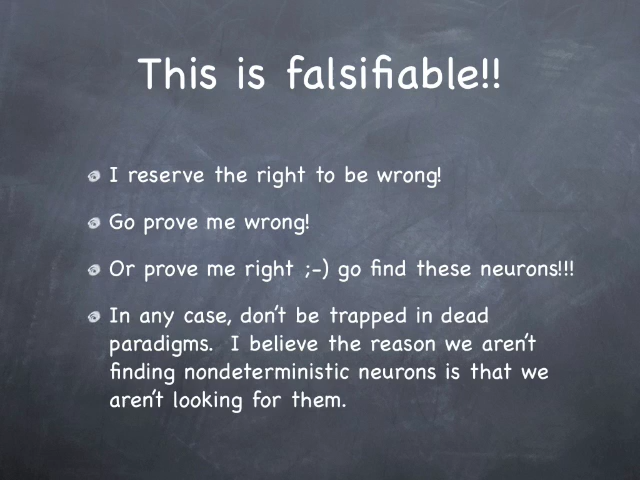 This is falsifiable!!
I reserve the right to be wrong!
Go prove me wrong!
Or prove me right ;-) go find these neurons!!!
In any case, don't be trapped in dead
paradigms.  I believe the reason we aren't
finding nondeterministic neurons is that we
aren't looking for them.